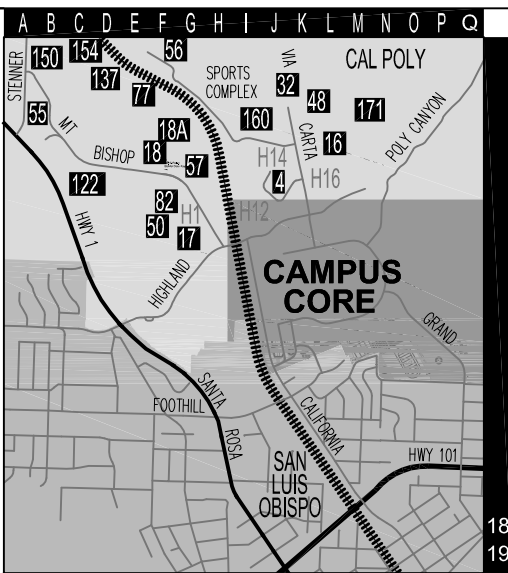 A B C D E F G H I J K L M N O P Q
STENNER
150
154
137
77
56
SPORTS
COMPLEX
VIA
CARTA
32
48
CAL POLY
171
POLY CANYON
55
MT
BISHOP
18A
18
57
160
16
H14
4
H16
122
HWY 1
82
50
H1
17
H12
HIGHLAND
CAMPUS
CORE
GRAND
SANTA
ROSA
FOOTHILL
CALIFORNIA
HWY 101
SAN
LUIS
OBISPO
18
19